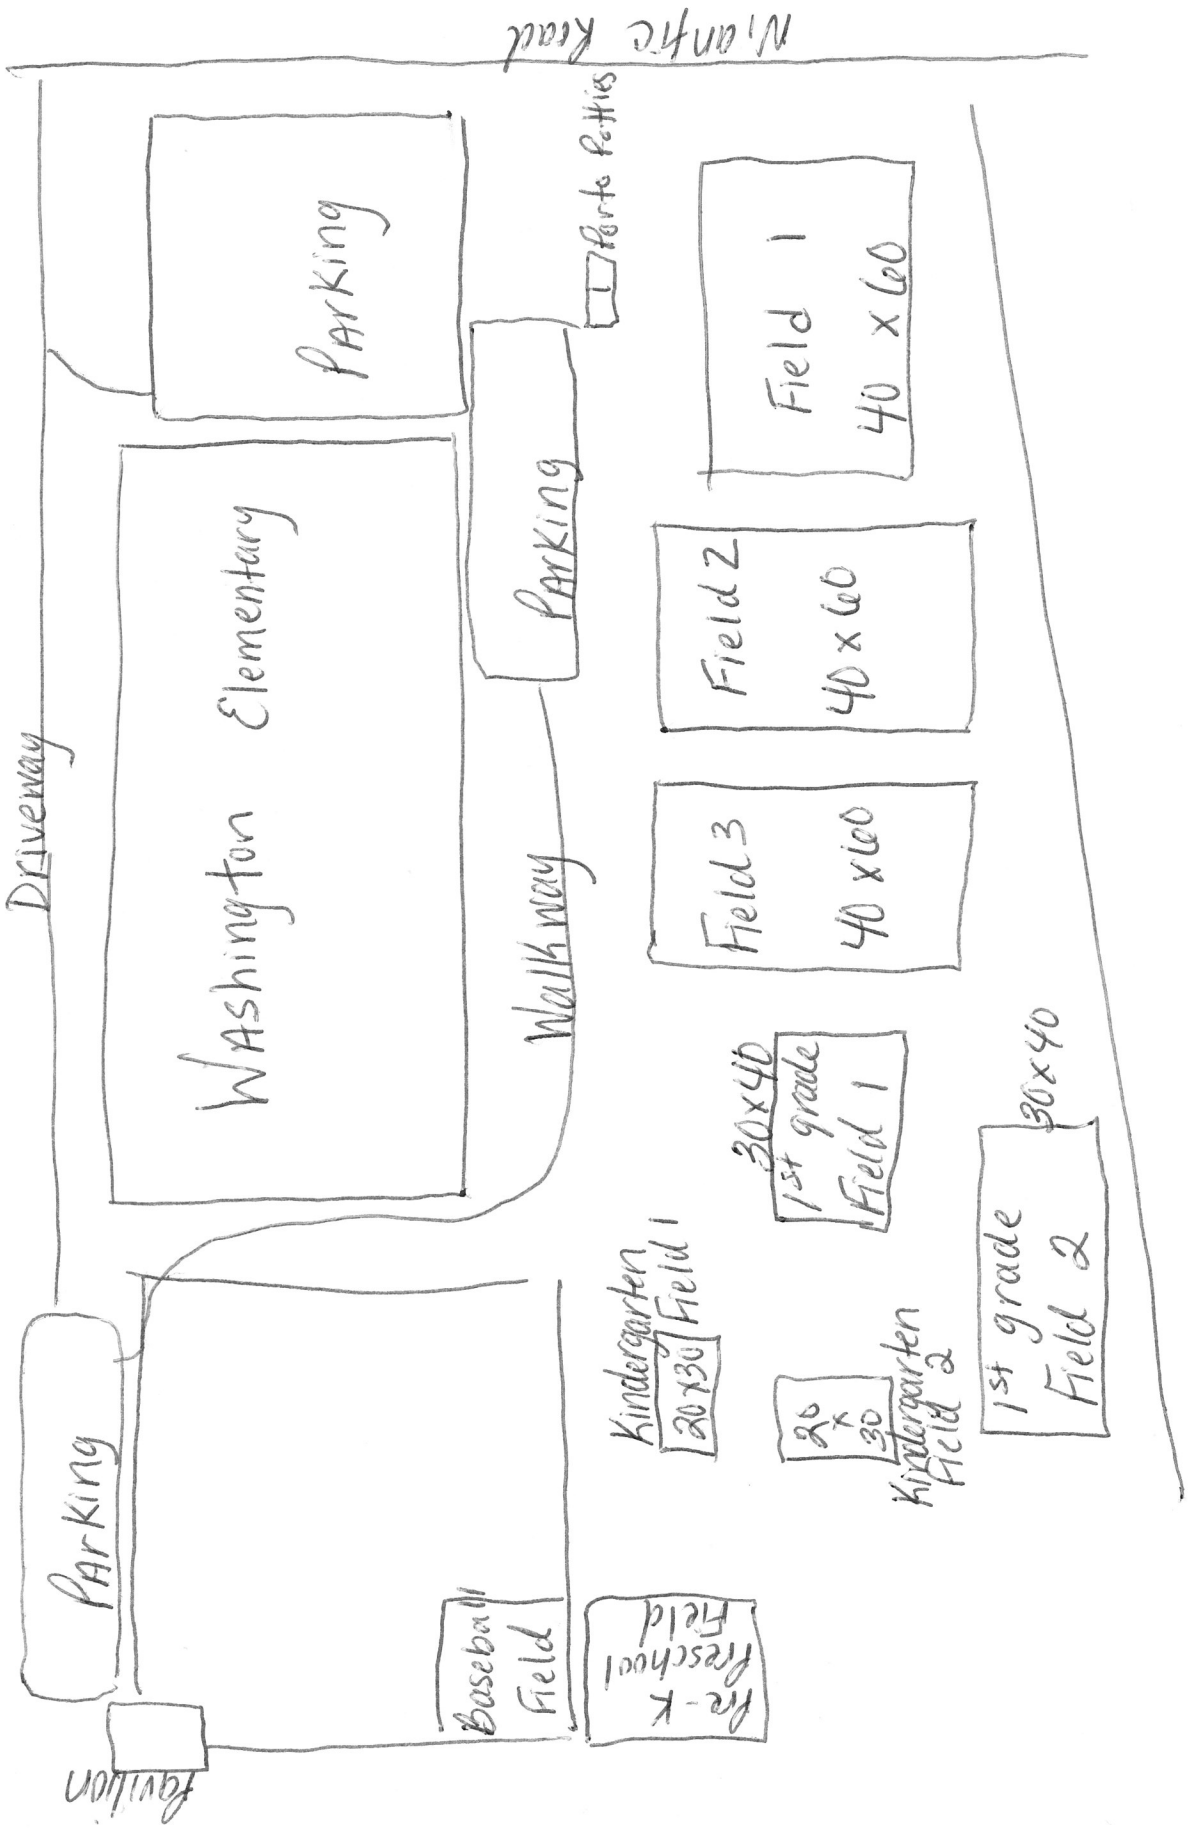 Niantic Road
Porto Potties
Parking
Field 1
40 x 60
Driveway
Washington Elementary
Parking
Field 2
40 x 60
Walkway
Field 3
40 x 60
30x40
1st grade
Field 1
30x40
1st grade
Field 2
Kindergarten
Field 1
20x30
20
x
30
Kindergarten
Field 2
Parking
Baseball
Field
Pre-K
Preschool
Field
Pavilion